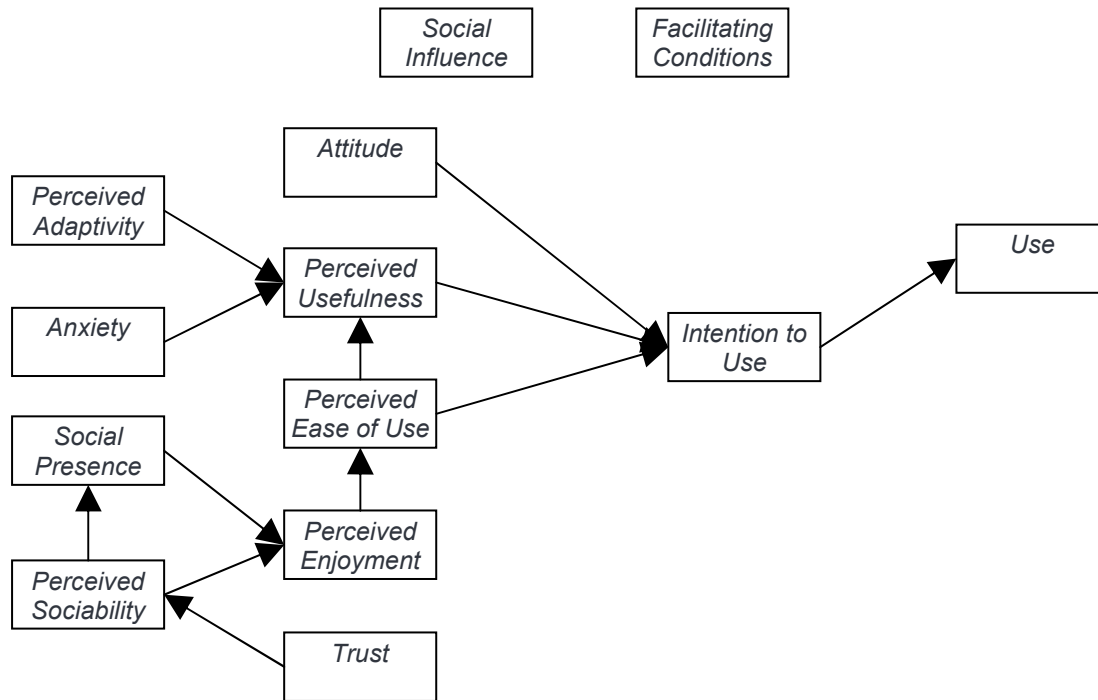 Social
Influence
Facilitating
Conditions
Attitude
Perceived
Adaptivity
Use
Perceived
Usefulness
Anxiety
Intention to
Use
Perceived
Ease of Use
Social
Presence
Perceived
Enjoyment
Perceived
Sociability
Trust